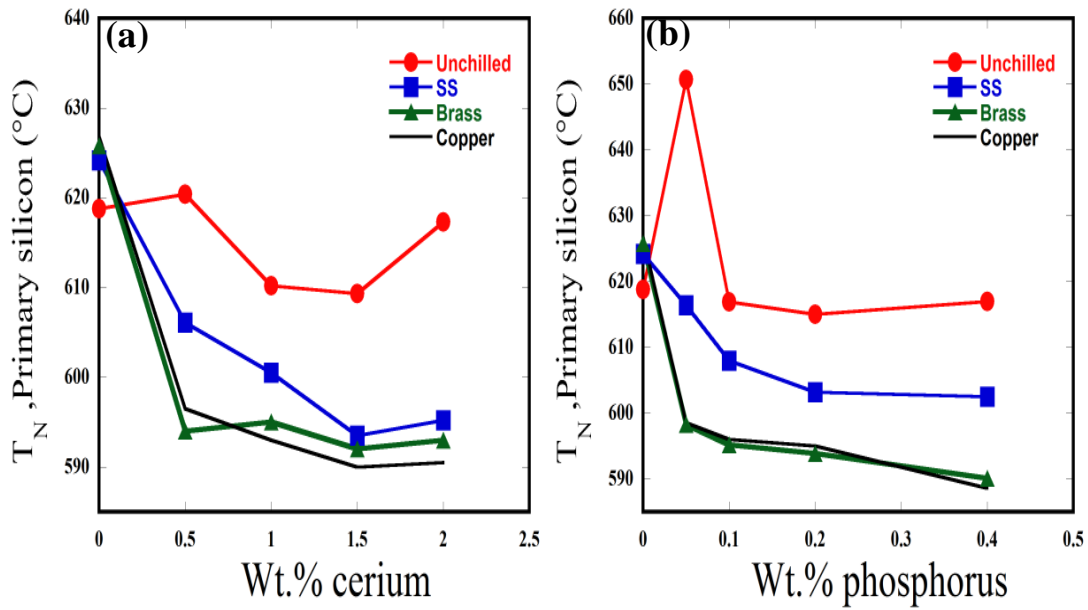 (a)
640
630
620
610
600
590
T_N ,Primary silicon (°C)
Unchilled
SS
Brass
Copper
0 0.5 1 1.5 2 2.5
Wt.% cerium
(b)
660
650
640
630
620
610
600
590
T_N ,Primary silicon (°C)
Unchilled
SS
Brass
Copper
0 0.1 0.2 0.3 0.4 0.5
Wt.% phosphorus